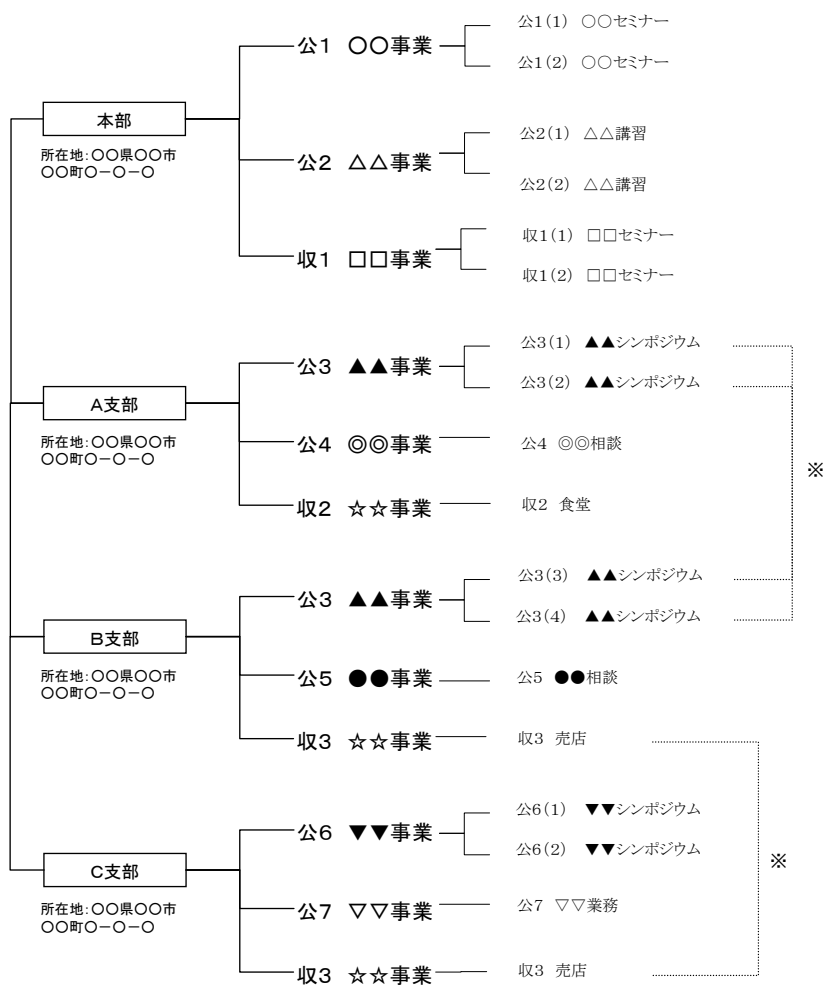 公1(1) ○○セミナー
公1 ○○事業
公1(2) ○○セミナー
本部
所在地:○○県○○市
○○町○-○-○
公2(1) △△講習
公2 △△事業
公2(2) △△講習
収1(1) □□セミナー
収1 □□事業
収1(2) □□セミナー
公3(1) ▲▲シンポジウム
公3 ▲▲事業
公3(2) ▲▲シンポジウム
A支部
所在地:○○県○○市
○○町○-○-○
公4 ◎◎事業
公4 ◎◎相談
※
収2 ☆☆事業
収2 食堂
公3(3) ▲▲シンポジウム
公3 ▲▲事業
公3(4) ▲▲シンポジウム
B支部
所在地:○○県○○市
○○町○-○-○
公5 ●●事業
公5 ●●相談
収3 ☆☆事業
収3 売店
公6(1) ▼▼シンポジウム
公6 ▼▼事業
公6(2) ▼▼シンポジウム
※
C支部
所在地:○○県○○市
○○町○-○-○
公7 ▽▽事業
公7 ▽▽業務
収3 ☆☆事業
収3 売店